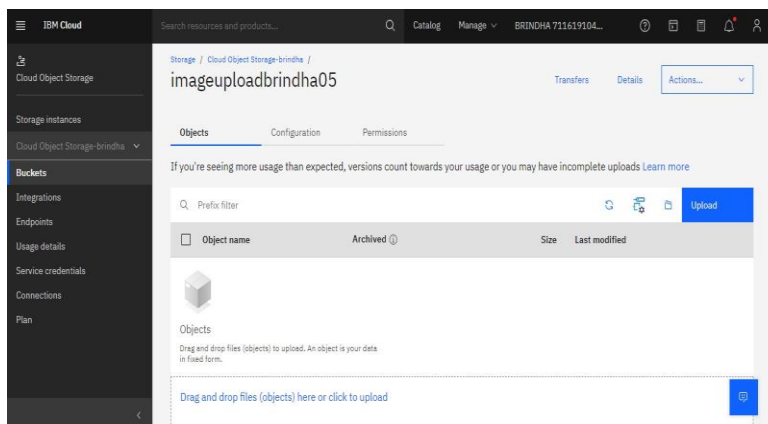 IBM Cloud
Search resources and products...
Catalog
Manage
BRINDHA 711619104...
Cloud Object Storage
Storage instances
Cloud Object Storage-brindha
Buckets
Integrations
Endpoints
Usage details
Service credentials
Connections
Plan
Storage / Cloud Object Storage-brindha /
imageuploadbrindha05
Transfers
Details
Actions...
Objects
Configuration
Permissions
If you're seeing more usage than expected, versions count towards your usage or you may have incomplete uploads Learn more
Prefix filter
Upload
Object name
Archived
Size
Last modified
Objects
Drag and drop files (objects) to upload. An object is your data
in fixed form.
Drag and drop files (objects) here or click to upload